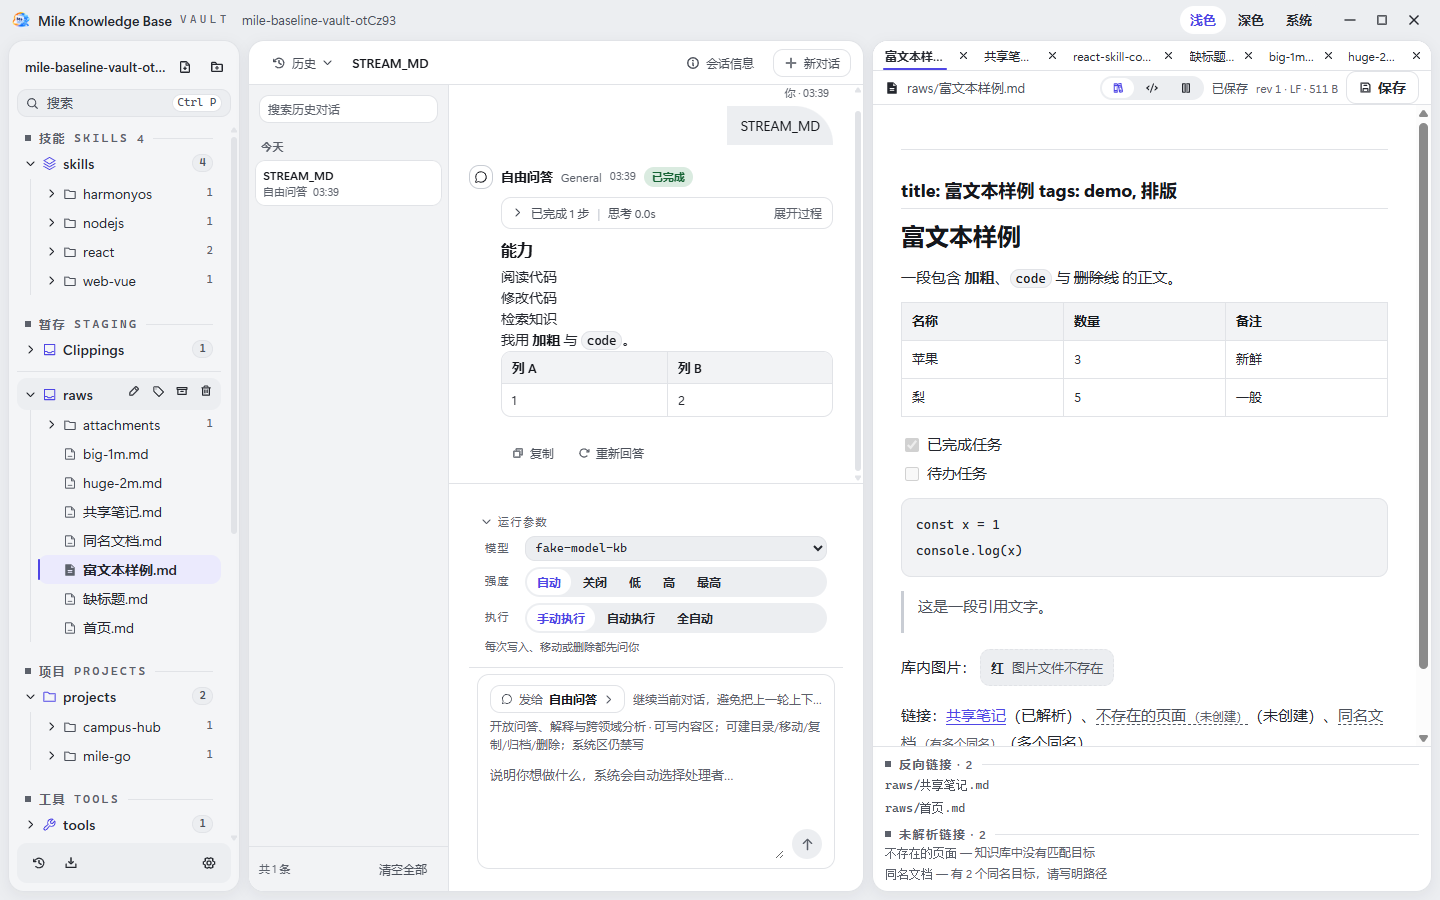 Mile Knowledge Base VAULT mile-baseline-vault-otCz93
浅色 深色 系统
mile-baseline-vault-ot...
搜索 Ctrl P
技能 SKILLS 4
skills 4
harmonyos 1
nodejs 1
react 2
web-vue 1
暂存 STAGING
Clippings 1
raws
attachments 1
big-1m.md
huge-2m.md
共享笔记.md
同名文档.md
富文本样例.md
缺标题.md
首页.md
项目 PROJECTS
projects 2
campus-hub 1
mile-go 1
工具 TOOLS
tools 1
历史 STREAM_MD 会话信息 新对话
搜索历史对话
今天
STREAM_MD
自由问答 03:39
共 1 条 清空全部
你 · 03:39
STREAM_MD
自由问答 General 03:39 已完成
已完成 1 步 | 思考 0.0s 展开过程
能力
阅读代码
修改代码
检索知识
我用 加粗 与 code 。
列 A 列 B
1 2
复制 重新回答
运行参数
模型 fake-model-kb
强度 自动 关闭 低 高 最高
执行 手动执行 自动执行 全自动
每次写入、移动或删除都先问你
发给 自由问答 继续当前对话，避免把上一轮上下...
开放问答、解释与跨领域分析 · 可写内容区；可建目录/移动/复
制/归档/删除；系统区仍禁写
说明你想做什么，系统会自动选择处理者...
富文样... 共享笔... react-skill-co... 缺标题... big-1m... huge-2...
raws/富文本样例.md 已保存 rev 1 · LF · 511 B 保存
title: 富文本样例 tags: demo, 排版
富文本样例
一段包含 加粗、 code 与 删除线 的正文。
名称 数量 备注
苹果 3 新鲜
梨 5 一般
已完成任务
待办任务
const x = 1
console.log(x)
这是一段引用文字。
库内图片： 红 图片文件不存在
链接：共享笔记（已解析）、不存在的页面（未创建）（未创建）、同名文
档（有多个同名）（多个同名）
反向链接 · 2
raws/共享笔记.md
raws/首页.md
未解析链接 · 2
不存在的页面 — 知识库中没有匹配目标
同名文档 — 有 2 个同名目标，请写明路径